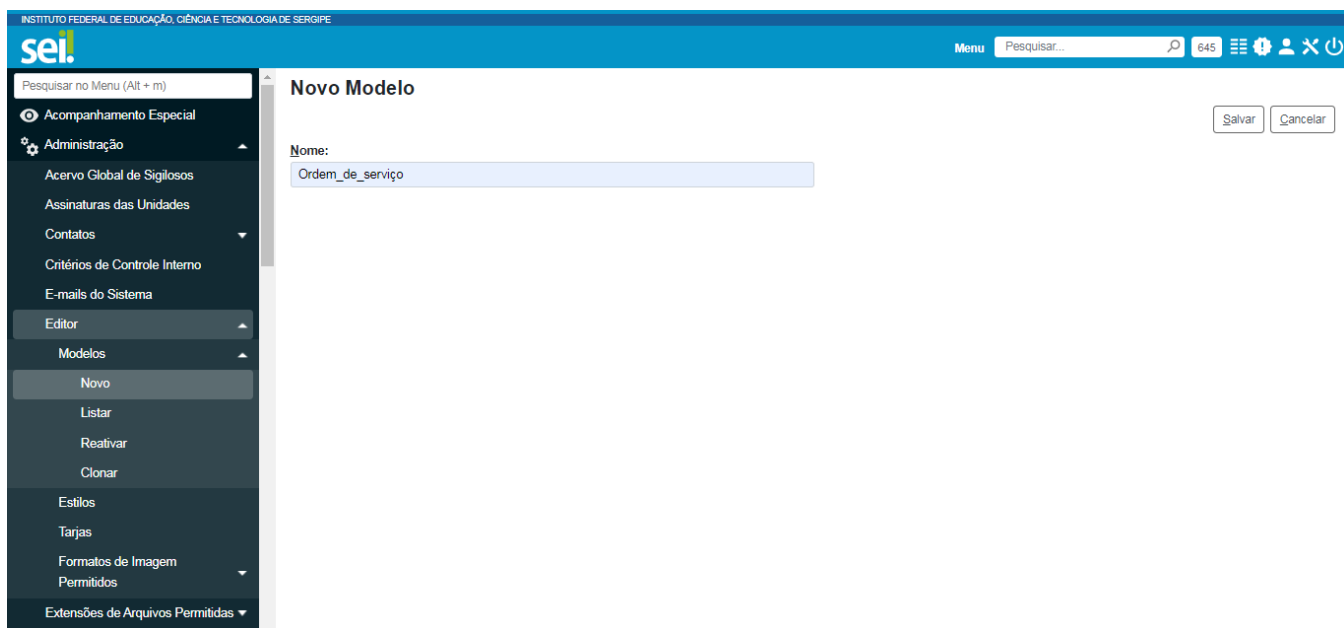 INSTITUTO FEDERAL DE EDUCAÇÃO, CIÊNCIA E TECNOLOGIA DE SERGIPE
sei!
Menu
Pesquisar...
645
Pesquisar no Menu (Alt + m)
Acompanhamento Especial
Administração
Acervo Global de Sigilosos
Assinaturas das Unidades
Contatos
Critérios de Controle Interno
E-mails do Sistema
Editor
Modelos
Novo
Listar
Reativar
Clonar
Estilos
Tarjas
Formatos de Imagem
Permitidos
Extensões de Arquivos Permitidas
Novo Modelo
Salvar
Cancelar
Nome:
Ordem_de_serviço